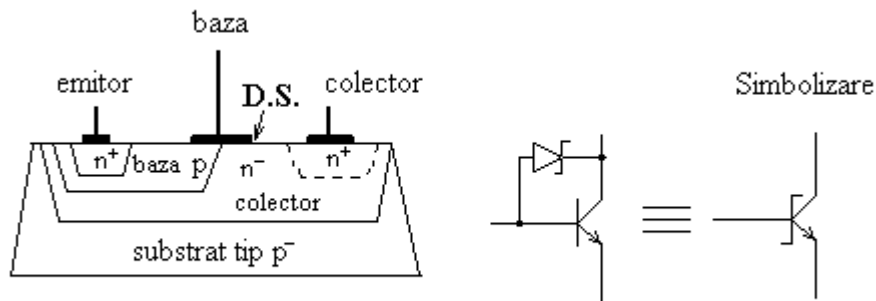 baza
emitor
D.S.
colector
Simbolizare
n+
baza p
n-
n+
colector
substrat tip p-